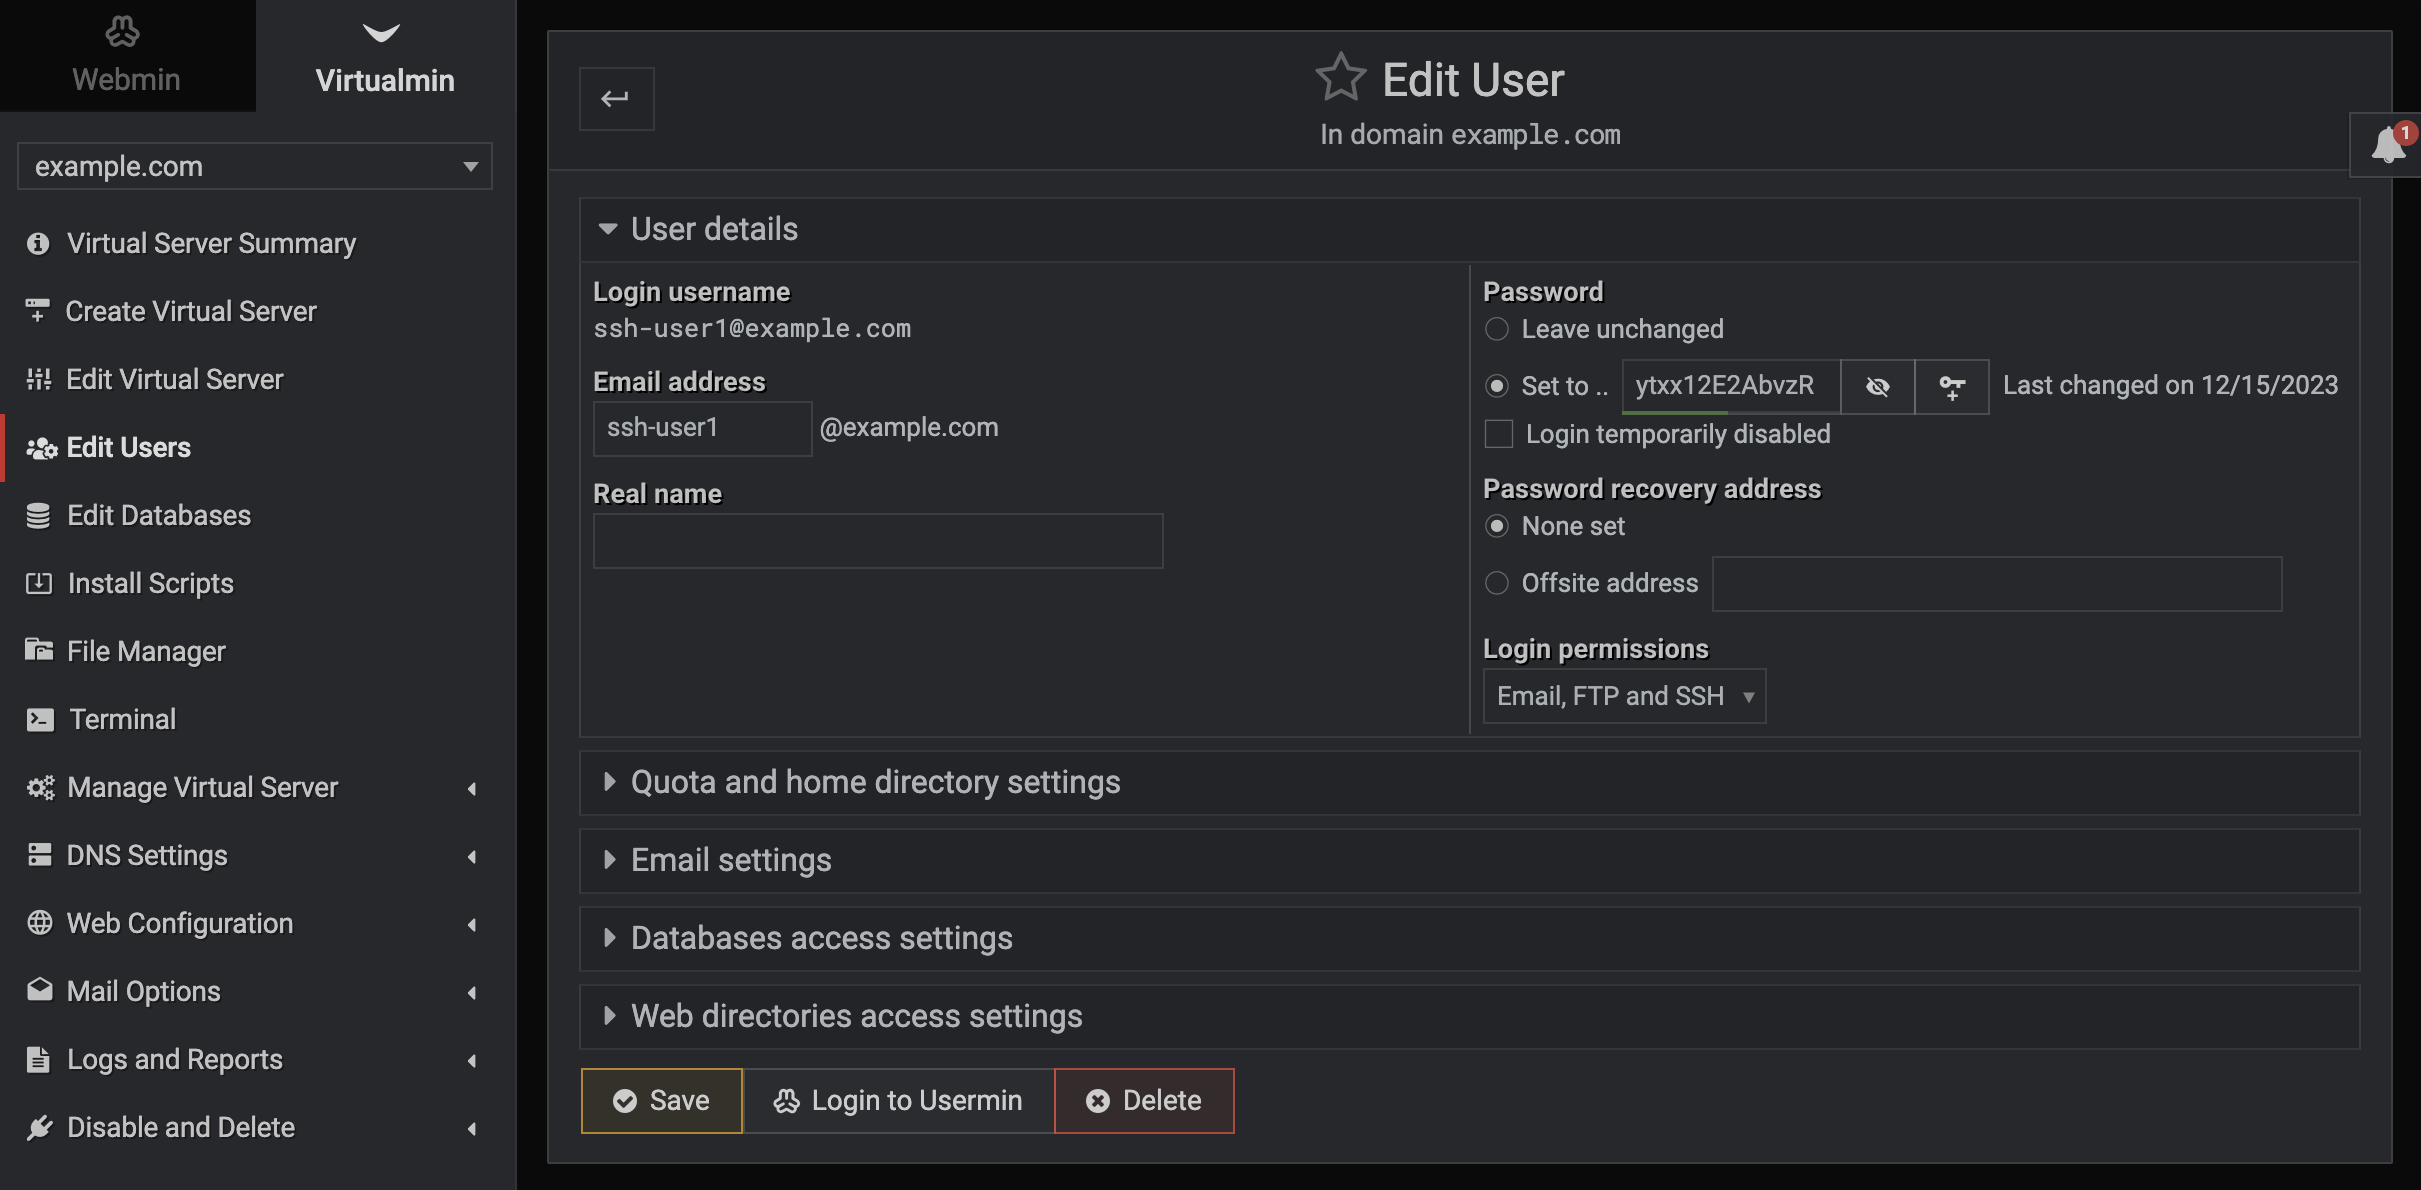 Webmin
Virtualmin
example.com
Virtual Server Summary
Create Virtual Server
Edit Virtual Server
Edit Users
Edit Databases
Install Scripts
File Manager
Terminal
Manage Virtual Server
DNS Settings
Web Configuration
Mail Options
Logs and Reports
Disable and Delete
Edit User
In domain example.com
1
User details
Login username
ssh-user1@example.com
Email address
ssh-user1 @example.com
Real name
Password
Leave unchanged
Set to .. ytxx12E2AbvzR Last changed on 12/15/2023
Login temporarily disabled
Password recovery address
None set
Offsite address
Login permissions
Email, FTP and SSH
Quota and home directory settings
Email settings
Databases access settings
Web directories access settings
Save Login to Usermin Delete